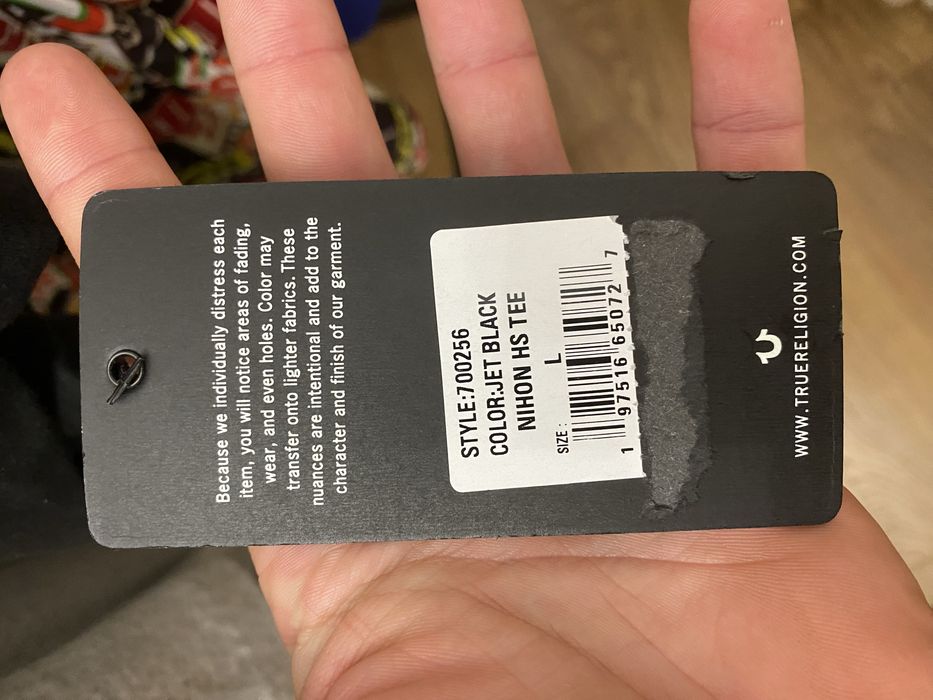 Because we individually distress each
item, you will notice areas of fading,
wear, and even holes. Color may
transfer onto lighter fabrics. These
nuances are intentional and add to the
character and finish of our garment.
STYLE:700256
COLOR:JET BLACK
NIHON HS TEE
SIZE: L
1 97516 65072 7
WWW.TRUERELIGION.COM